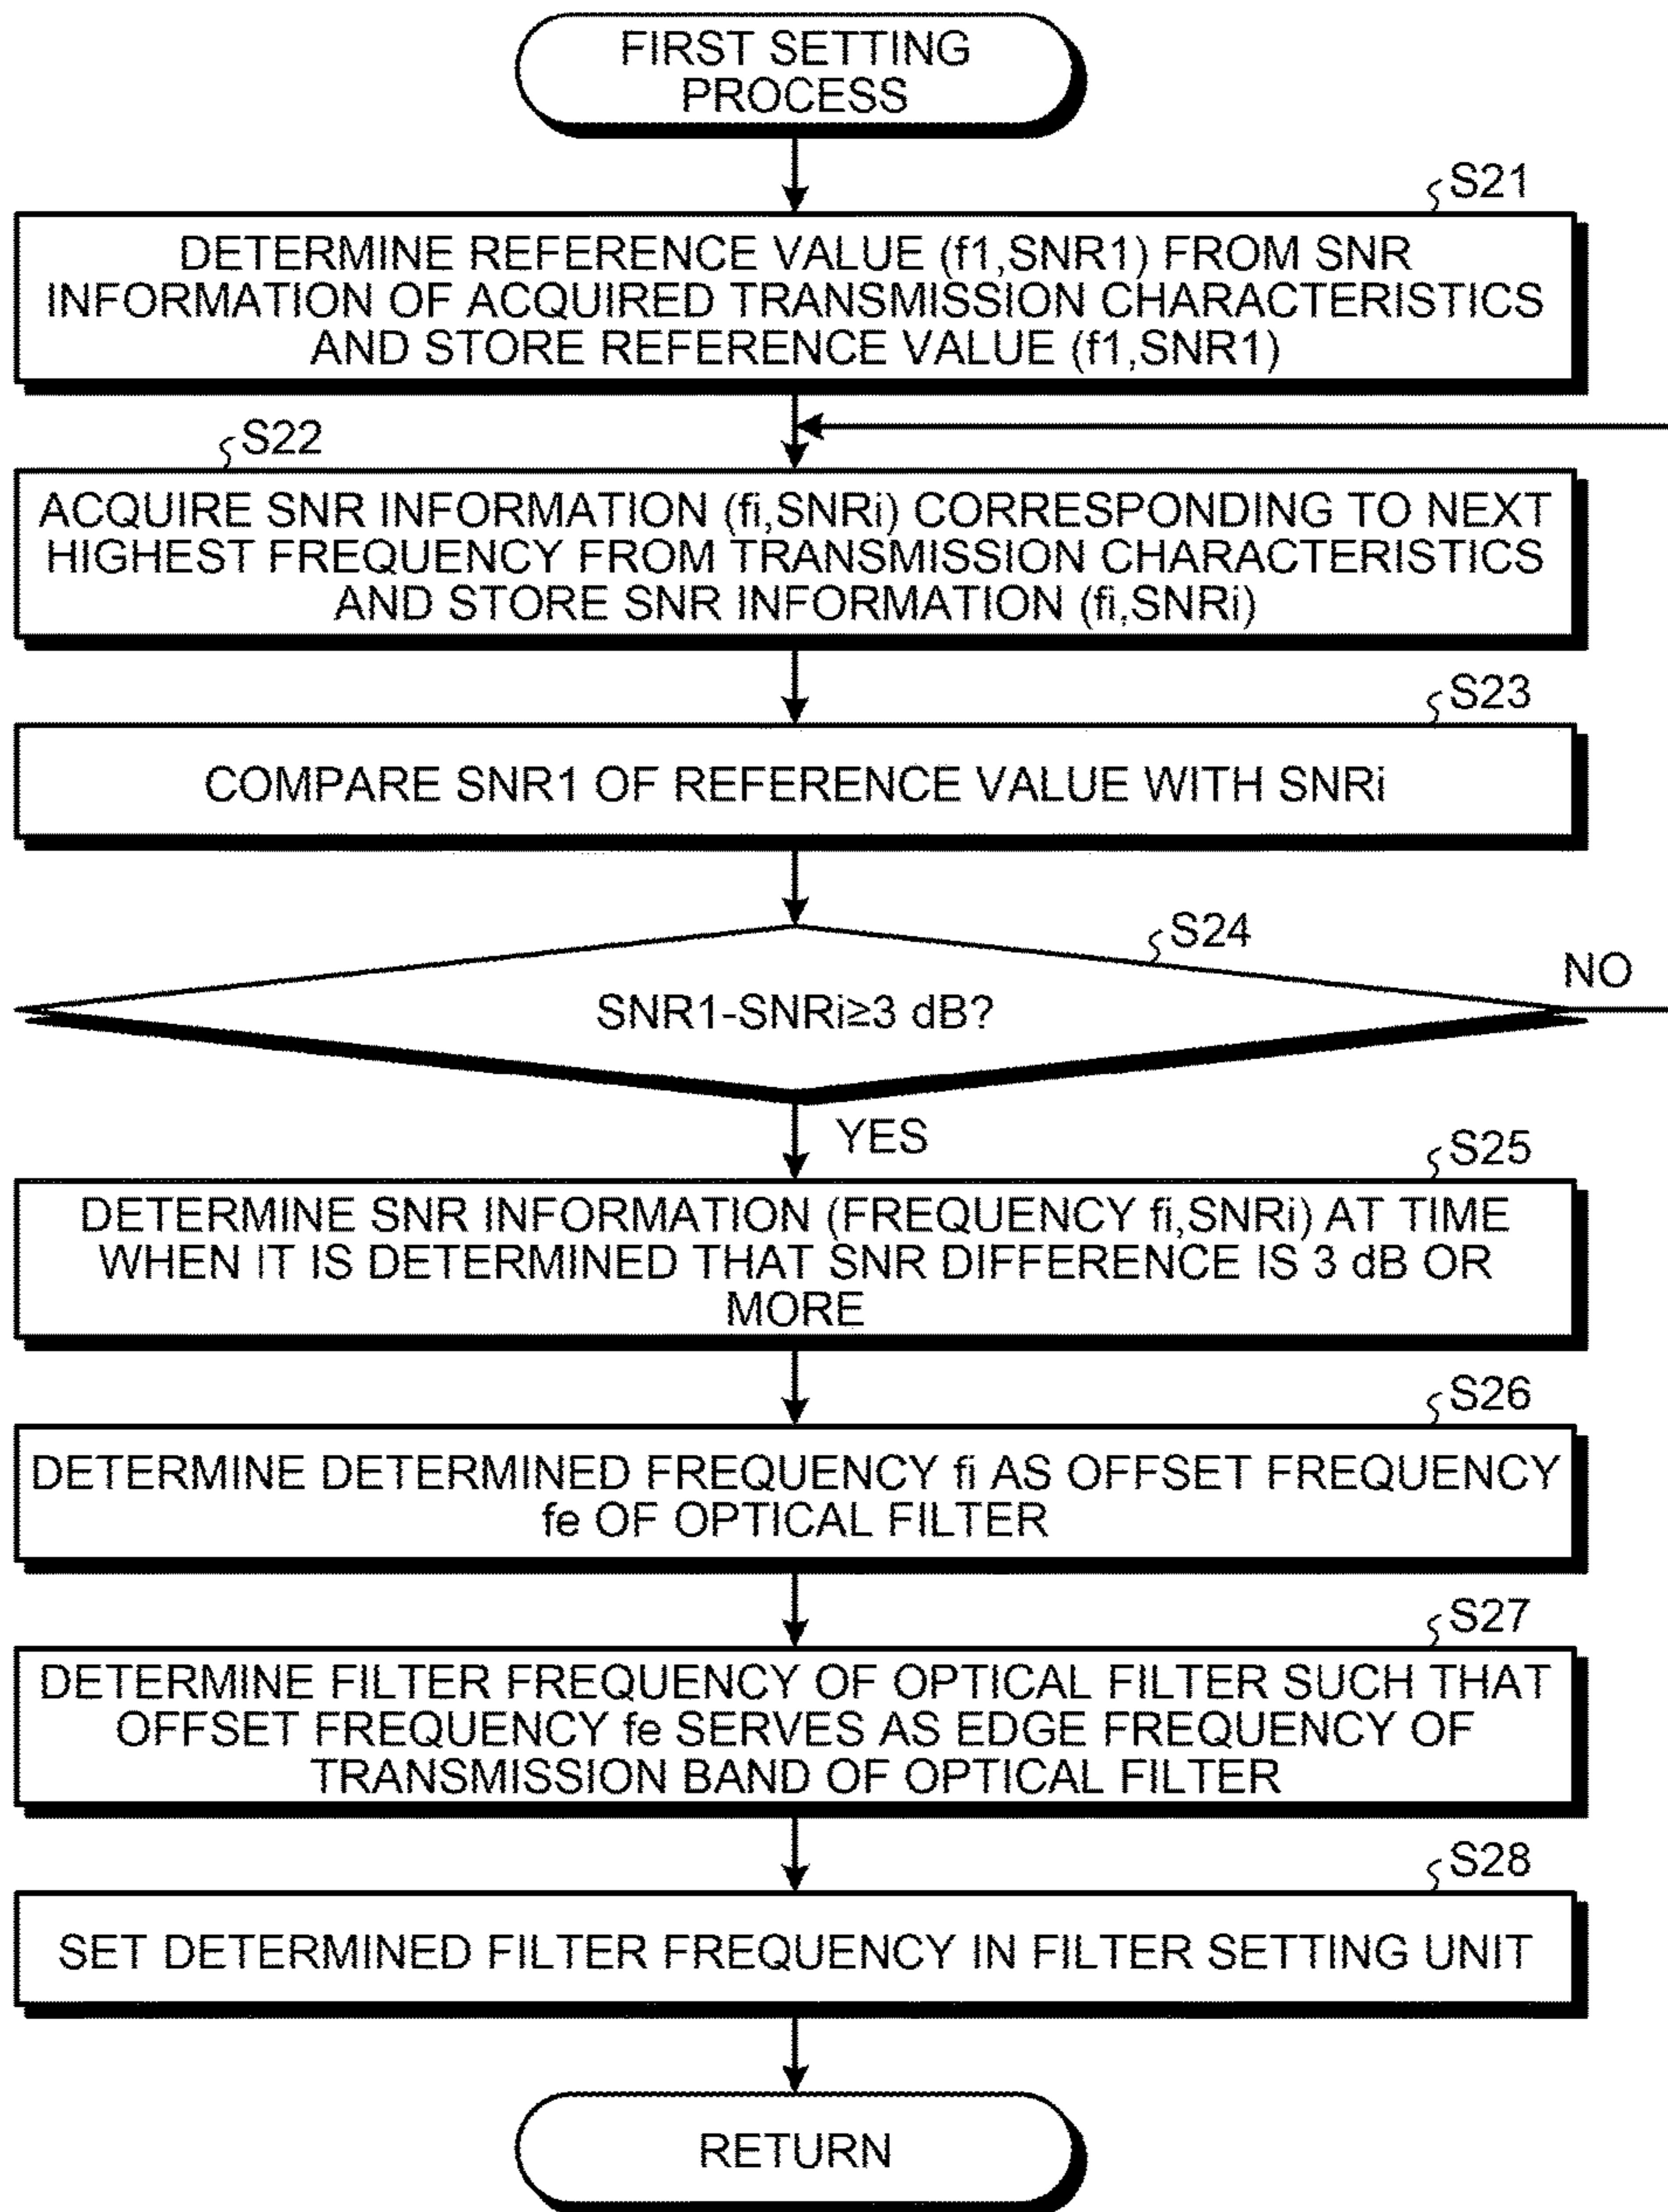 FIRST SETTING
PROCESS
S21
DETERMINE REFERENCE VALUE (f1,SNR1) FROM SNR
INFORMATION OF ACQUIRED TRANSMISSION CHARACTERISTICS
AND STORE REFERENCE VALUE (f1,SNR1)
S22
ACQUIRE SNR INFORMATION (fi,SNRi) CORRESPONDING TO NEXT
HIGHEST FREQUENCY FROM TRANSMISSION CHARACTERISTICS
AND STORE SNR INFORMATION (fi,SNRi)
S23
COMPARE SNR1 OF REFERENCE VALUE WITH SNRi
S24
SNR1-SNRi≥3 dB?
NO
YES
S25
DETERMINE SNR INFORMATION (FREQUENCY fi,SNRi) AT TIME
WHEN IT IS DETERMINED THAT SNR DIFFERENCE IS 3 dB OR
MORE
S26
DETERMINE DETERMINED FREQUENCY fi AS OFFSET FREQUENCY
fe OF OPTICAL FILTER
S27
DETERMINE FILTER FREQUENCY OF OPTICAL FILTER SUCH THAT
OFFSET FREQUENCY fe SERVES AS EDGE FREQUENCY OF
TRANSMISSION BAND OF OPTICAL FILTER
S28
SET DETERMINED FILTER FREQUENCY IN FILTER SETTING UNIT
RETURN